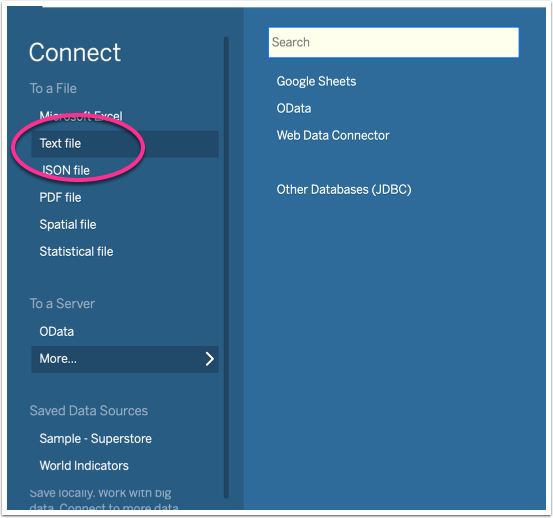 Connect
To a File
Microsoft Excel
Text file
JSON file
PDF file
Spatial file
Statistical file
To a Server
OData
More...
Saved Data Sources
Sample - Superstore
World Indicators
Save locally. Work with big
data. Connect to more data
Search
Google Sheets
OData
Web Data Connector
Other Databases (JDBC)